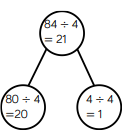 84 ÷ 4
= 21
80 ÷ 4
=20
4 ÷ 4
= 1